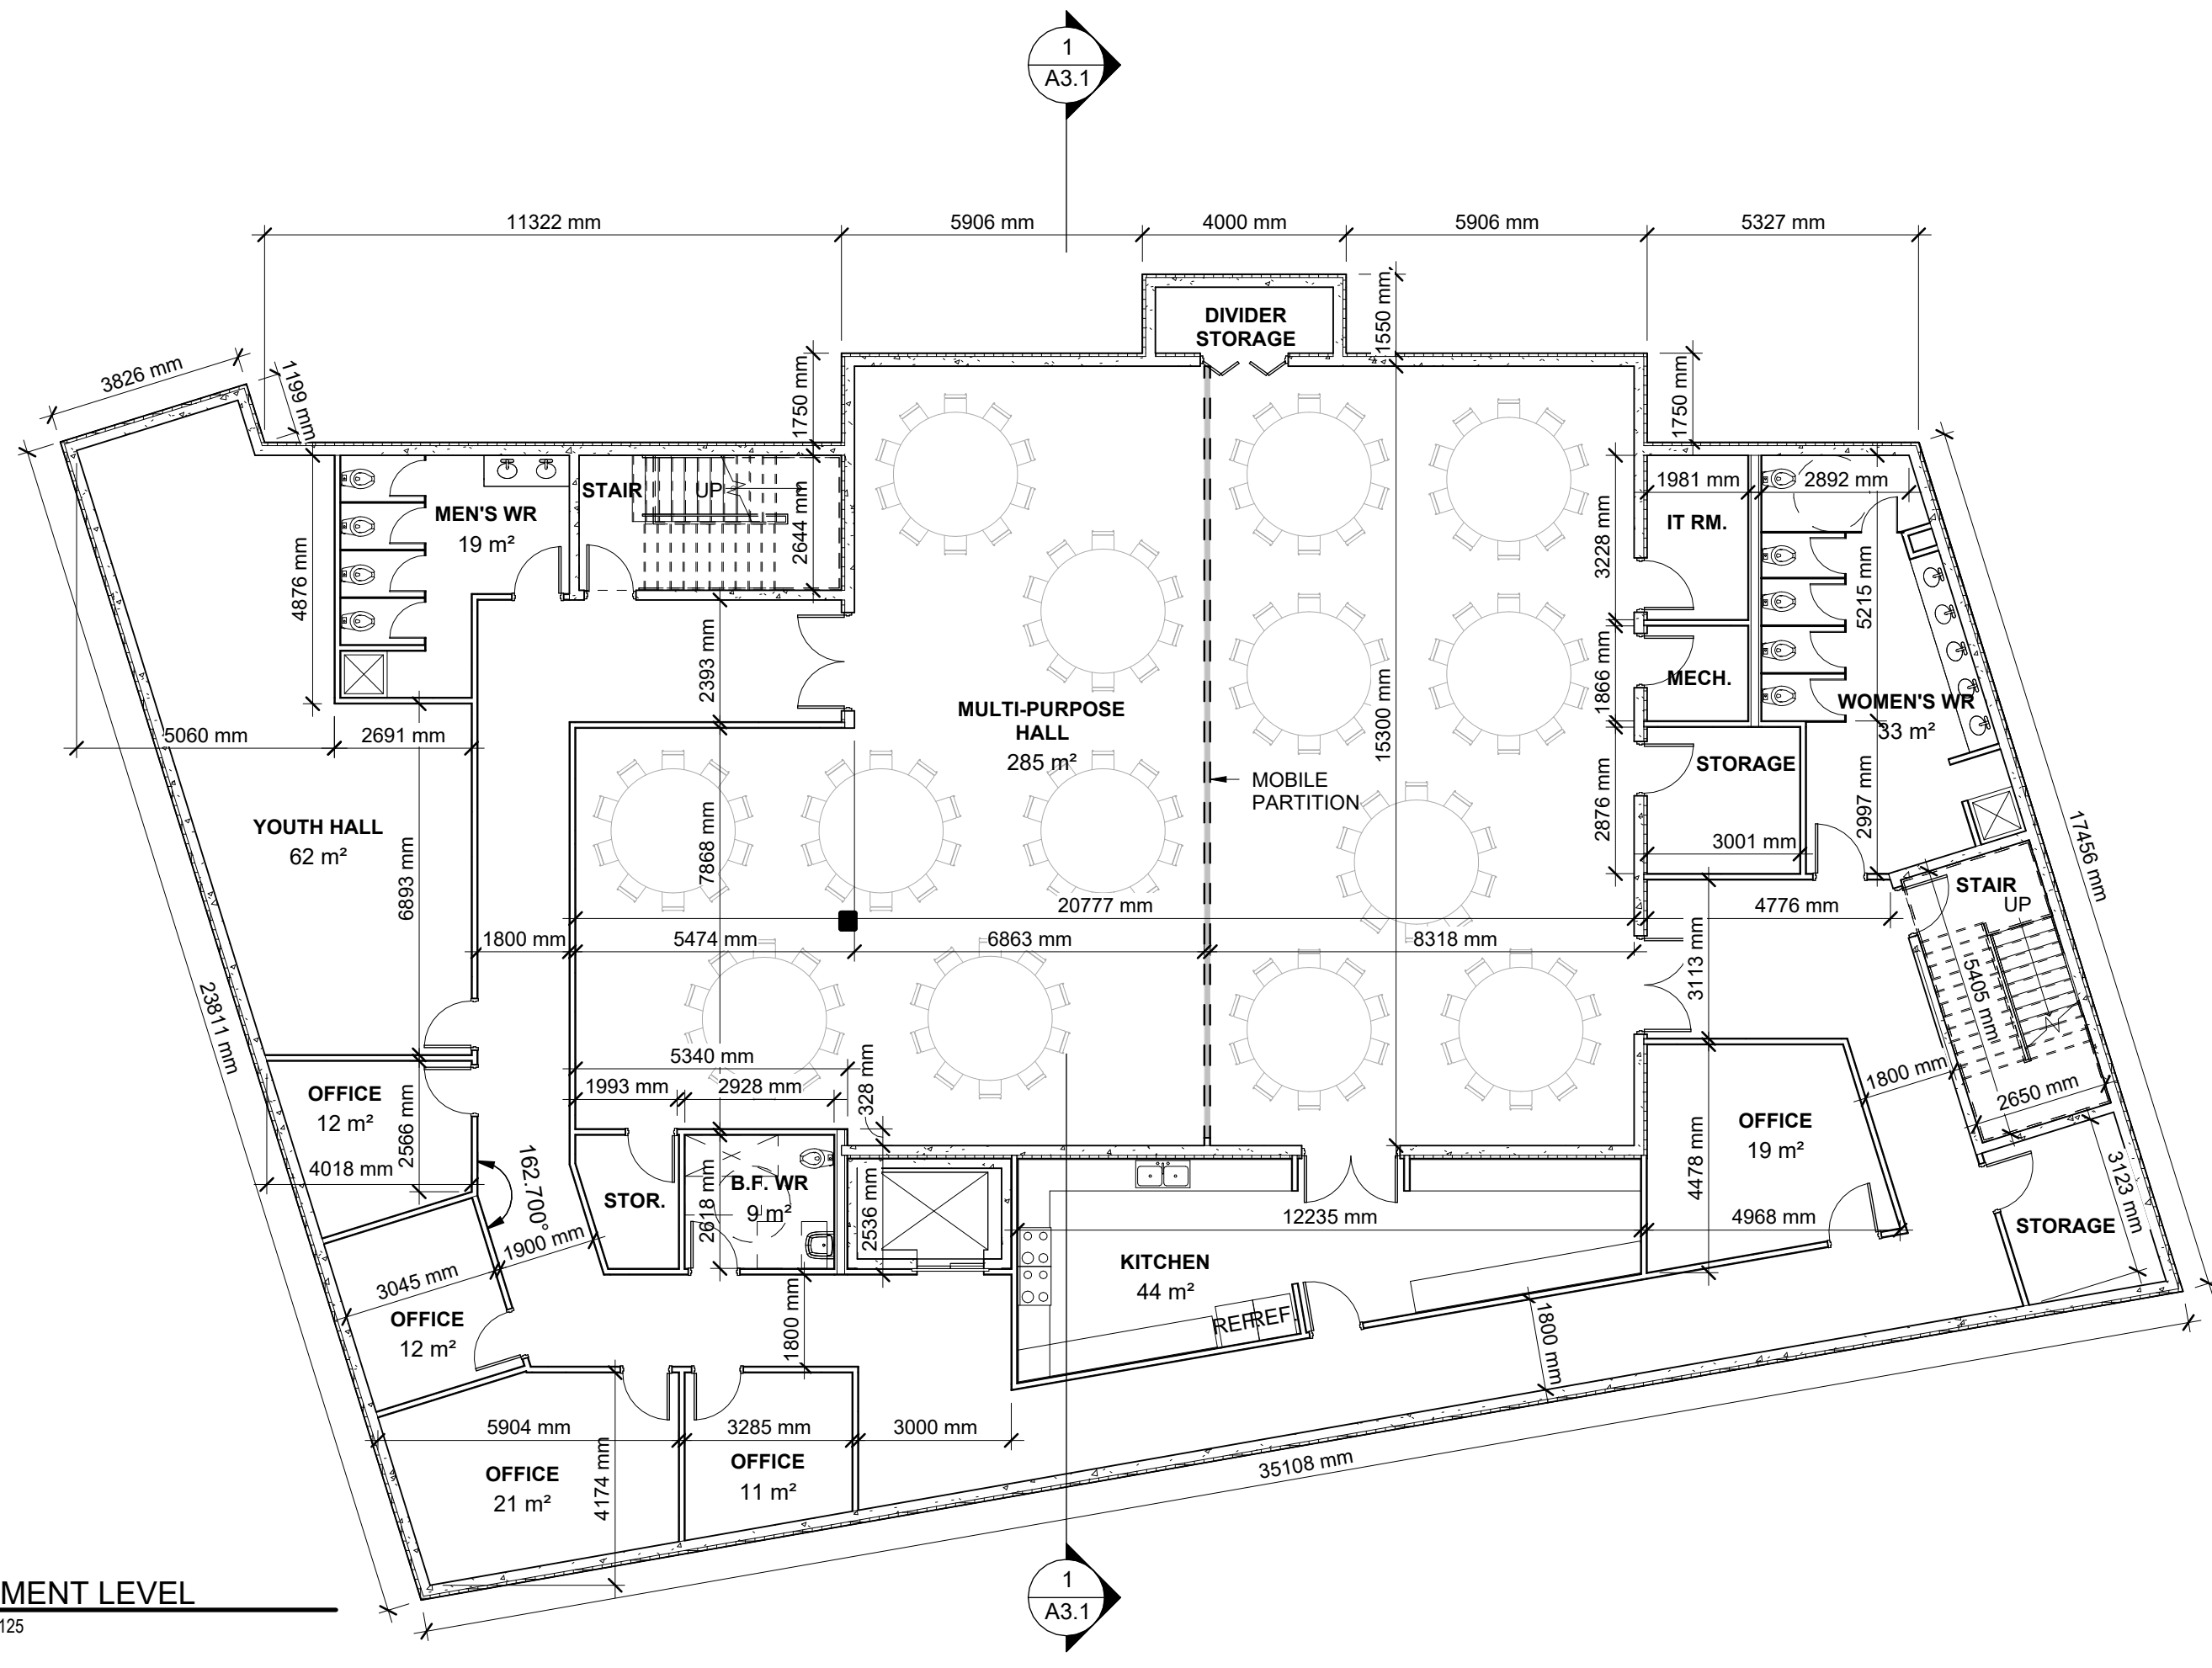 1
A3.1
11322 mm
5906 mm
4000 mm
5906 mm
5327 mm
DIVIDER
STORAGE
1550 mm
3826 mm
1199 mm
1750 mm
1750 mm
STAIR
UP
2644 mm
MEN'S WR
19 m²
4876 mm
1981 mm
2892 mm
IT RM.
3228 mm
5215 mm
2393 mm
1866 mm
MECH.
MULTI-PURPOSE
HALL
285 m²
15300 mm
WOMEN'S WR
33 m²
5060 mm
2691 mm
MOBILE
PARTITION
STORAGE
2876 mm
2997 mm
3001 mm
17456 mm
YOUTH HALL
62 m²
6893 mm
7868 mm
STAIR
UP
20777 mm
4776 mm
1800 mm
5474 mm
6863 mm
8318 mm
3113 mm
5405 mm
23811 mm
5340 mm
328 mm
1993 mm
2928 mm
1800 mm
2650 mm
OFFICE
12 m²
2566 mm
4018 mm
162.700°
OFFICE
19 m²
4478 mm
3123 mm
STOR.
B.F. WR
9 m²
2618 mm
2536 mm
1900 mm
12235 mm
4968 mm
STORAGE
KITCHEN
44 m²
3045 mm
OFFICE
12 m²
1800 mm
REF
REF
1800 mm
5904 mm
3285 mm
3000 mm
4174 mm
OFFICE
21 m²
OFFICE
11 m²
35108 mm
1
A3.1
MENT LEVEL
125